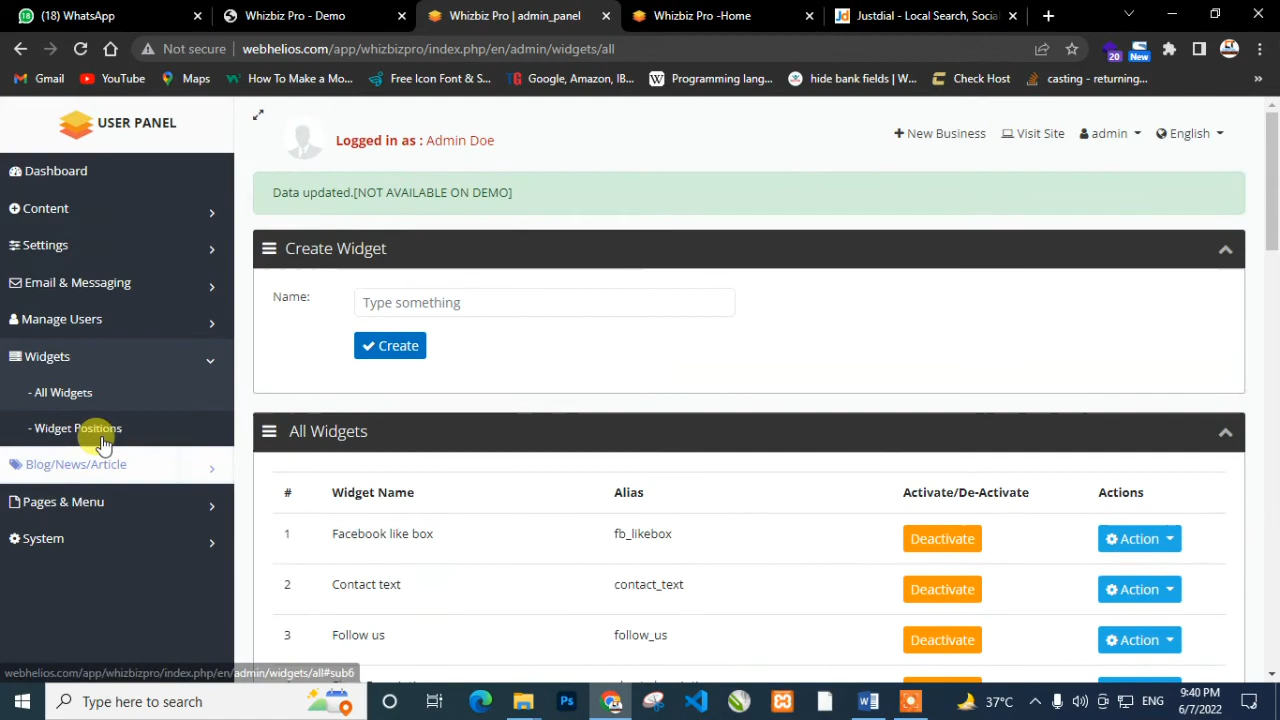 (18) WhatsApp
Whizbiz Pro - Demo
Whizbiz Pro | admin_panel
Whizbiz Pro -Home
Justdial - Local Search, Social
Not secure
webhelios.com/app/whizbizpro/index.php/en/admin/widgets/all
20
New
Gmail
YouTube
Maps
How To Make a Mo...
Free Icon Font & S...
Google, Amazon, IB...
Programming lang...
hide bank fields | W...
Check Host
casting - returning...
USER PANEL
Logged in as : Admin Doe
New Business
Visit Site
admin
English
Dashboard
Content
Settings
Email & Messaging
Manage Users
Widgets
- All Widgets
- Widget Positions
Blog/News/Article
Pages & Menu
System
Data updated.[NOT AVAILABLE ON DEMO]
Create Widget
Name:
Type something
Create
All Widgets
# Widget Name Alias Activate/De-Activate Actions
1 Facebook like box fb_likebox Deactivate Action
2 Contact text contact_text Deactivate Action
3 Follow us follow_us Deactivate Action
webhelios.com/app/whizbizpro/index.php/en/admin/widgets/all#sub6
Type here to search
37°C
ENG
9:40 PM
6/7/2022